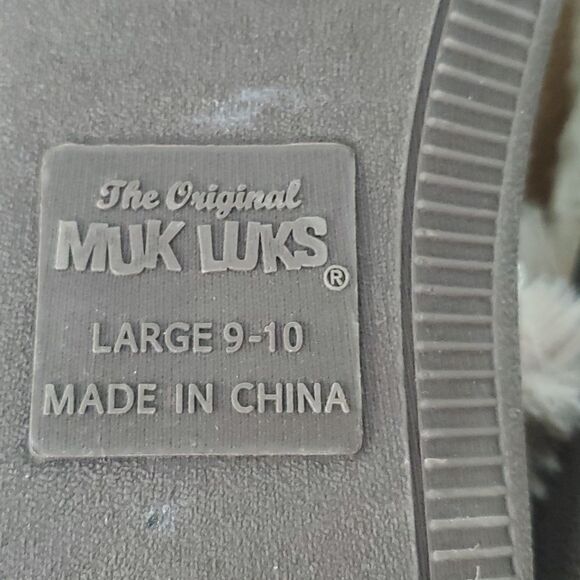 The Original
MUK LUKS®
LARGE 9-10
MADE IN CHINA